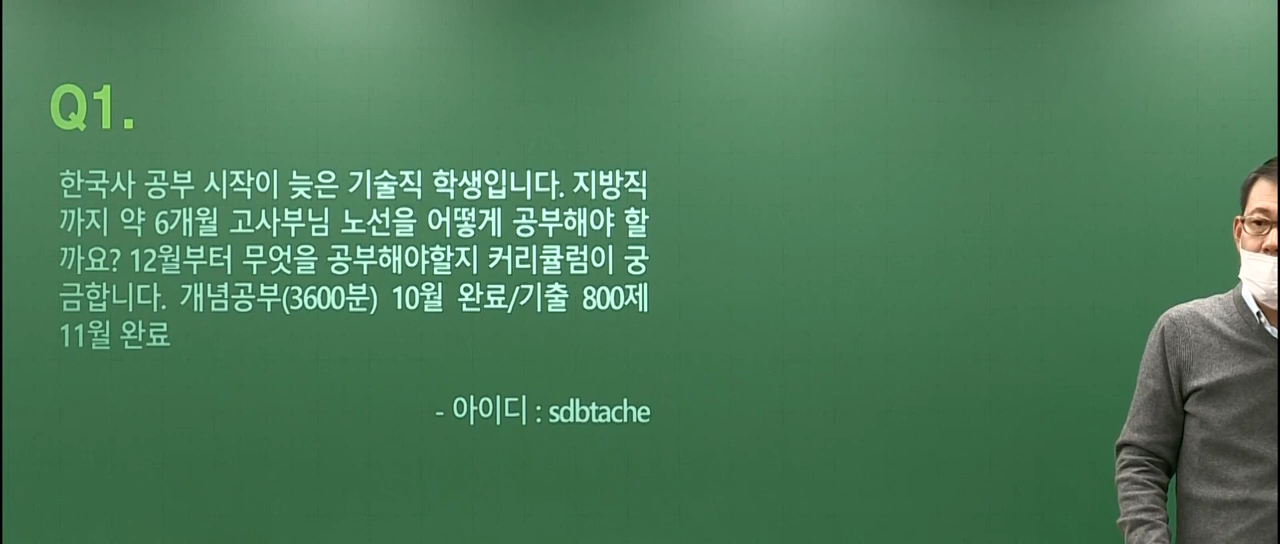 Q1.
한국사 공부 시작이 늦은 기술직 학생입니다. 지방직
까지 약 6개월 고사부님 노선을 어떻게 공부해야 할
까요? 12월부터 무엇을 공부해야할지 커리큘럼이 궁
금합니다. 개념공부(3600분) 10월 완료/기출 800제
11월 완료
- 아이디 : sdbtache